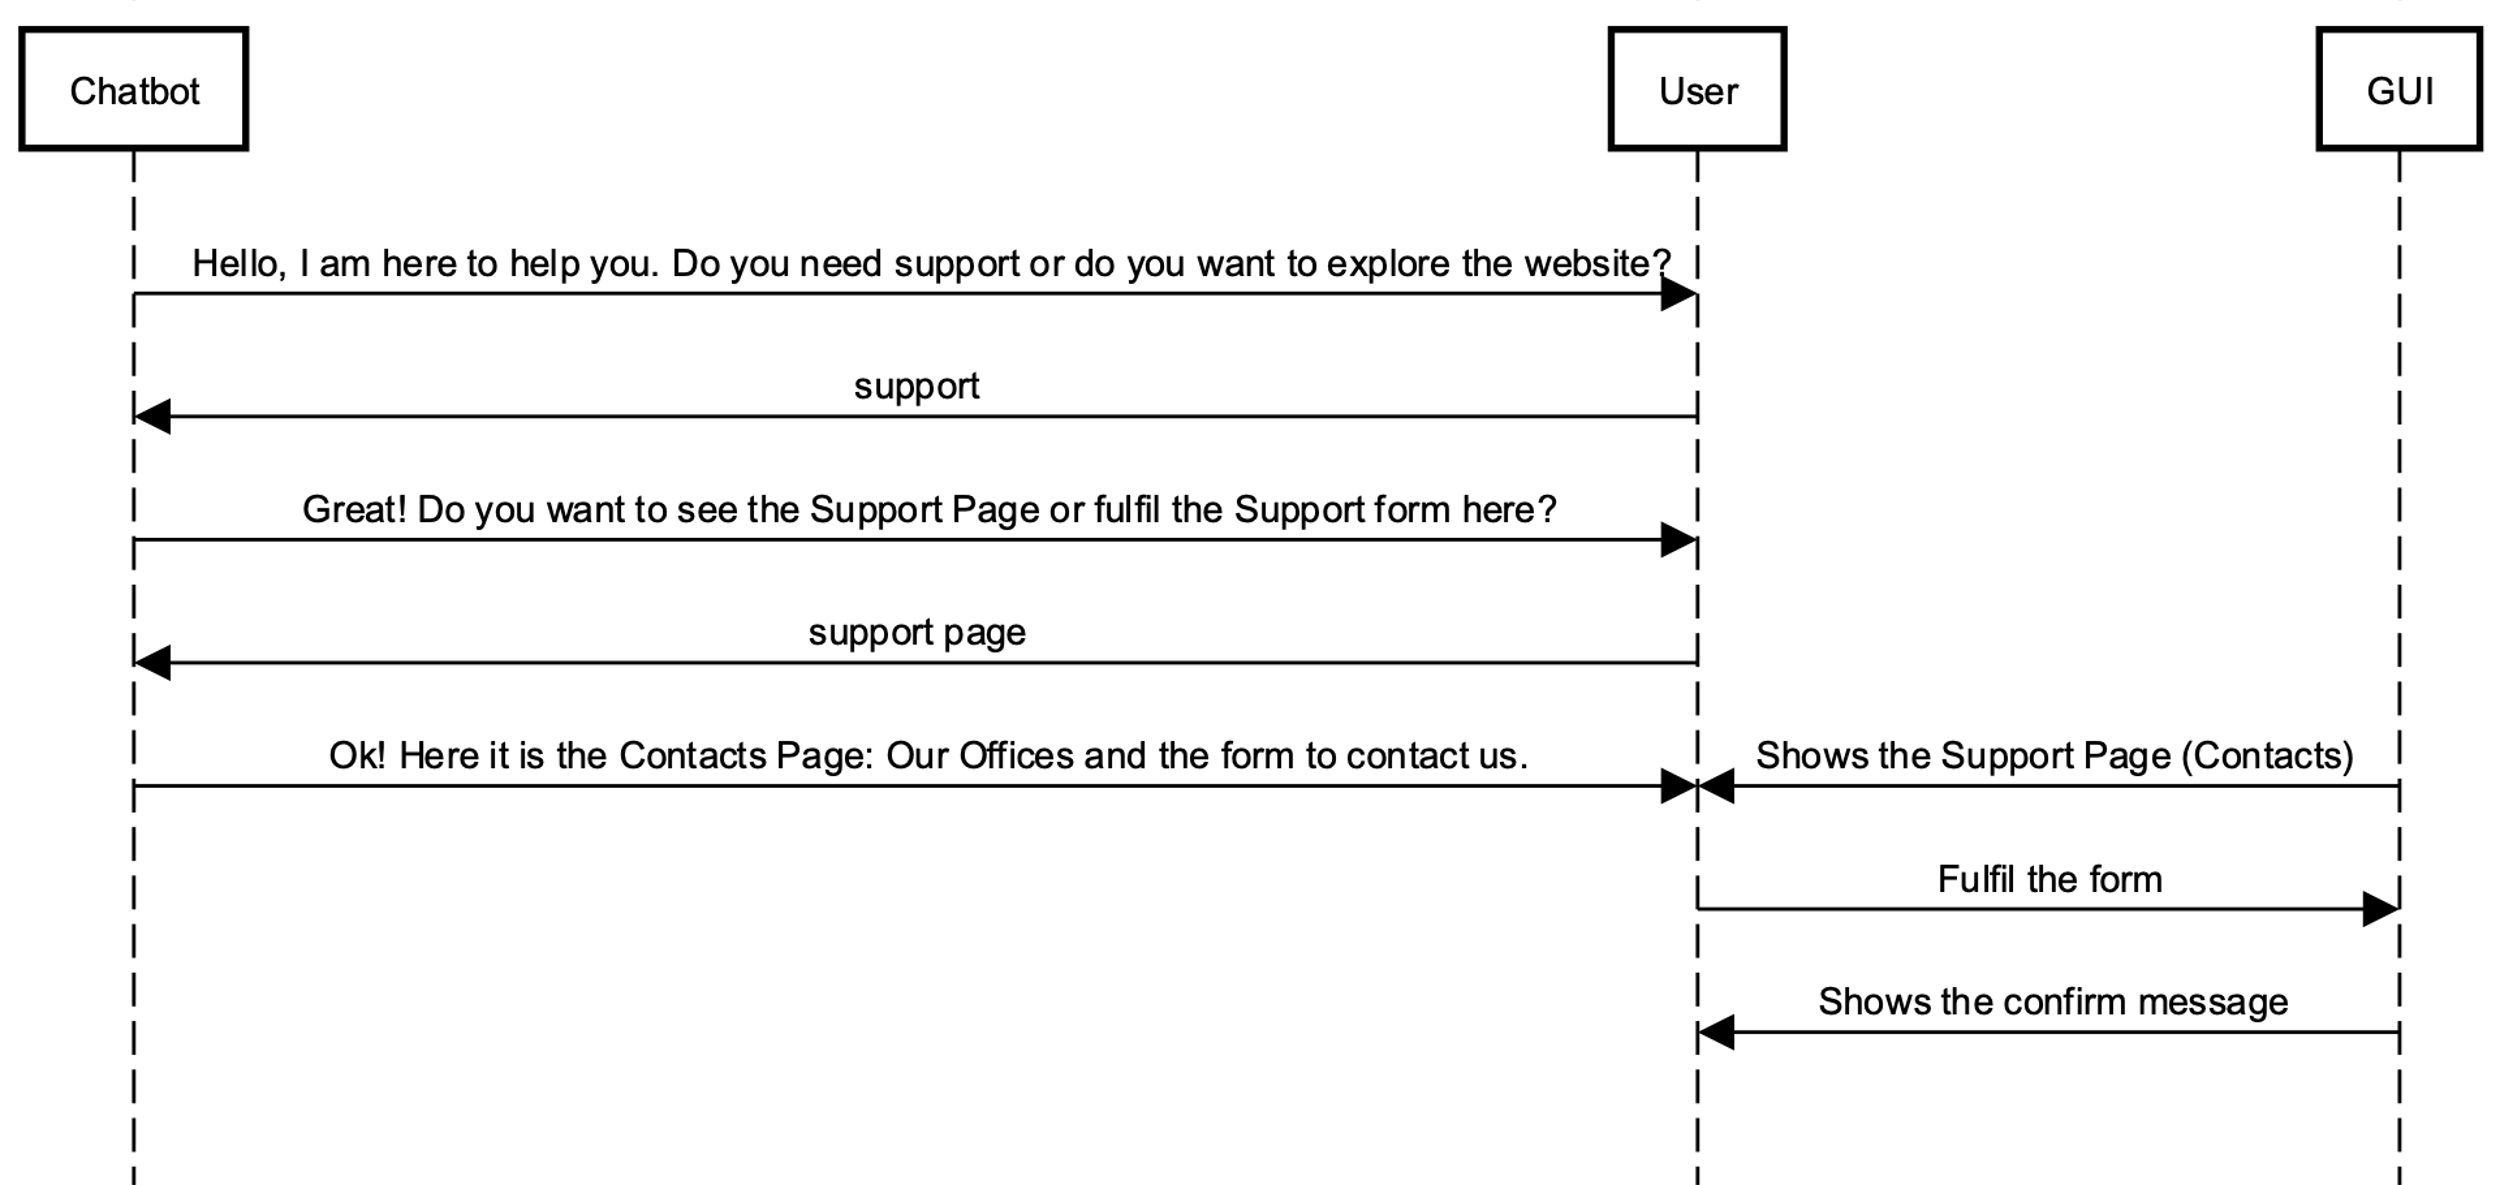 Chatbot
User
GUI
Hello, I am here to help you. Do you need support or do you want to explore the website?
support
Great! Do you want to see the Support Page or fulfil the Support form here?
support page
Ok! Here it is the Contacts Page: Our Offices and the form to contact us.
Shows the Support Page (Contacts)
Fulfil the form
Shows the confirm message